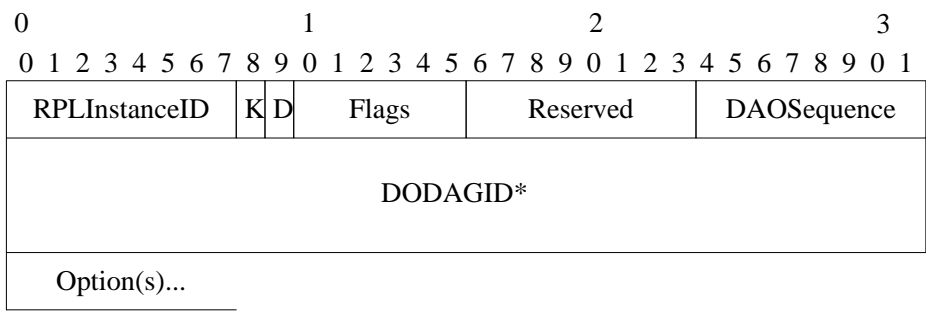 0 1 2 3
0 1 2 3 4 5 6 7 8 9 0 1 2 3 4 5 6 7 8 9 0 1 2 3 4 5 6 7 8 9 0 1
RPLInstanceID K D Flags Reserved DAOSequence
DODAGID*
Option(s)...